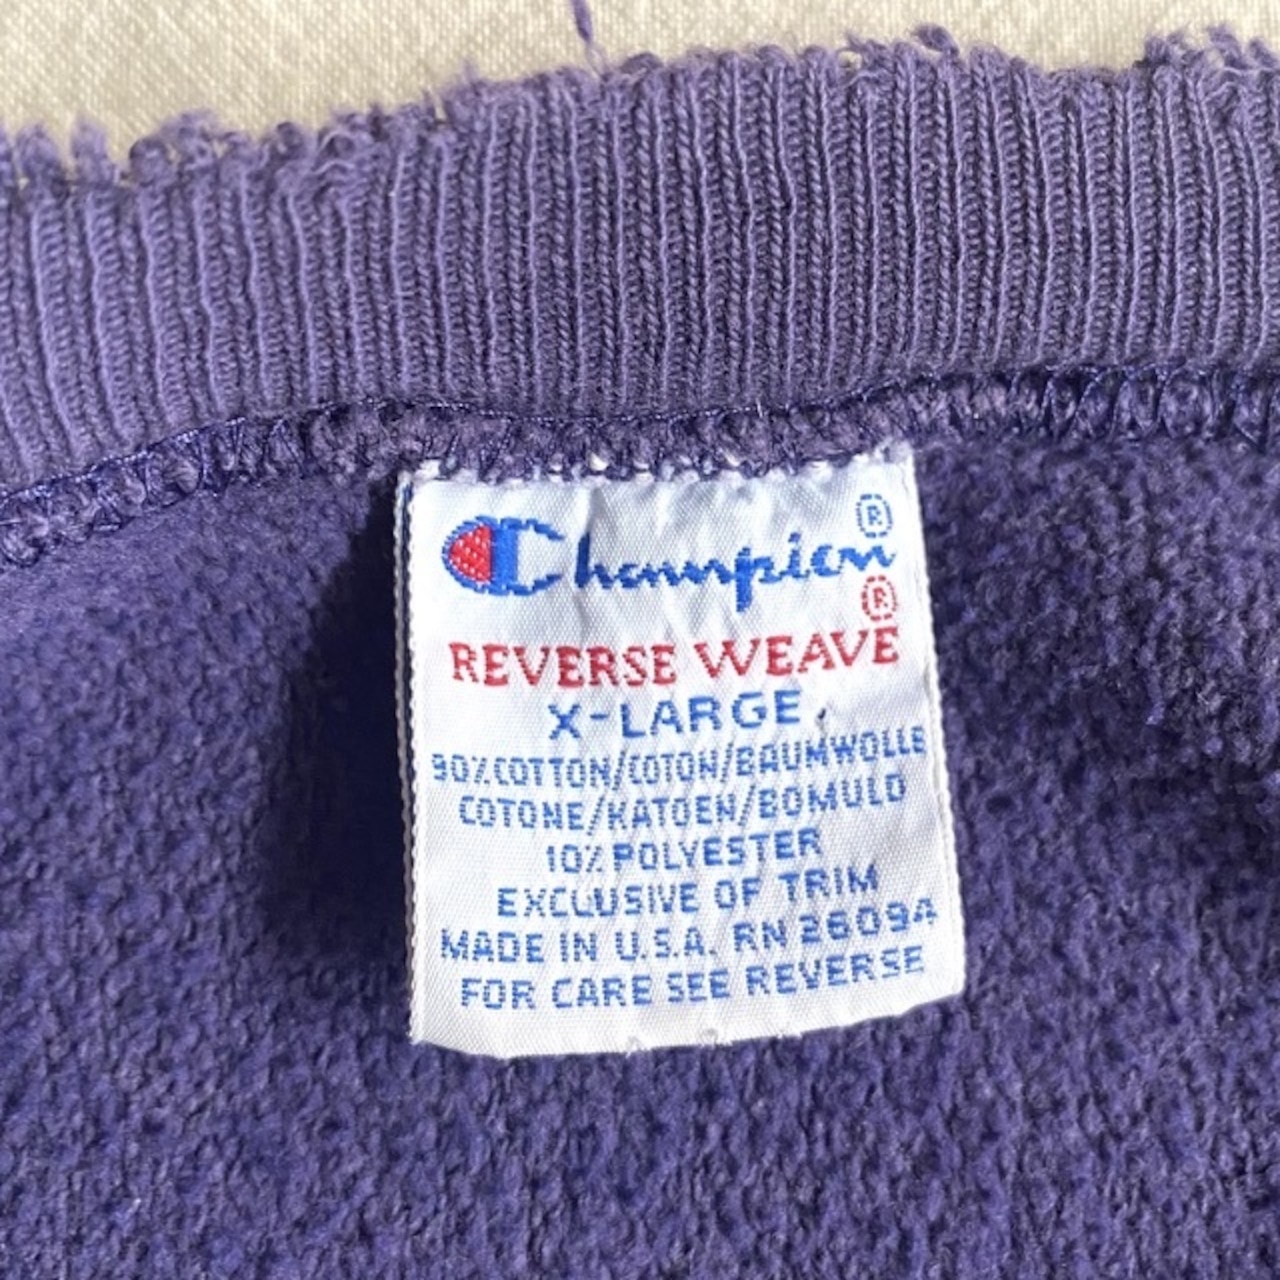 Champion®
REVERSE WEAVE®
X-LARGE
90% COTTON/COTON/BAUMWOLLE
COTONE/KATOEN/BOMULD
10% POLYESTER
EXCLUSIVE OF TRIM
MADE IN U.S.A. RN 26094
FOR CARE SEE REVERSE